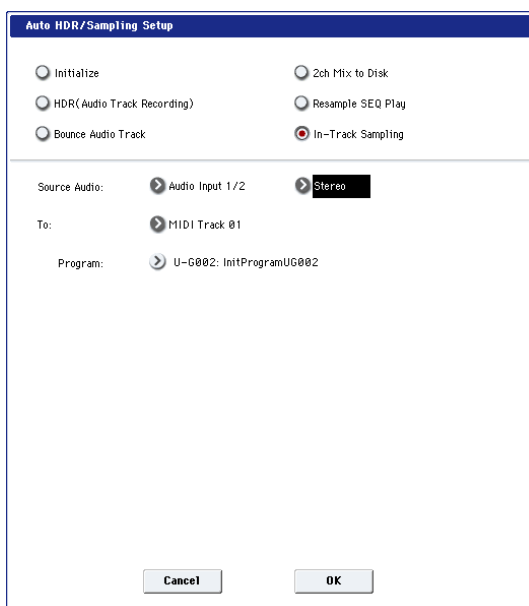 Auto HDR/Sampling Setup
Initialize
2ch Mix to Disk
HDR(Audio Track Recording)
Resample SEQ Play
Bounce Audio Track
In-Track Sampling
Source Audio: Audio Input 1/2 Stereo
To: MIDI Track 01
Program: U-G002: InitProgramUG002
Cancel OK